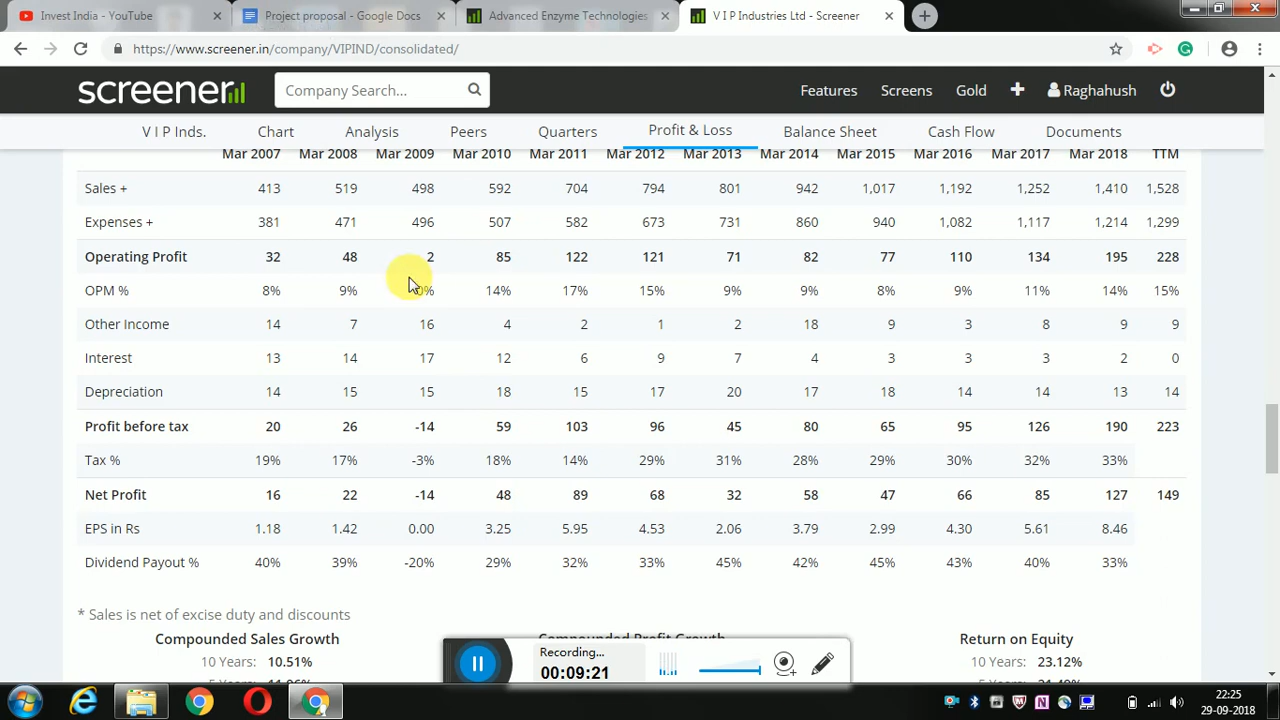 Invest India - YouTube
Project proposal - Google Docs
Advanced Enzyme Technologies
V I P Industries Ltd - Screener
https://www.screener.in/company/VIPIND/consolidated/
screener
Company Search...
Features Screens Gold Raghahush
V I P Inds. Chart Analysis Peers Quarters Profit & Loss Balance Sheet Cash Flow Documents
Mar 2007 Mar 2008 Mar 2009 Mar 2010 Mar 2011 Mar 2012 Mar 2013 Mar 2014 Mar 2015 Mar 2016 Mar 2017 Mar 2018 TTM
Sales + 413 519 498 592 704 794 801 942 1,017 1,192 1,252 1,410 1,528
Expenses + 381 471 496 507 582 673 731 860 940 1,082 1,117 1,214 1,299
Operating Profit 32 48 2 85 122 121 71 82 77 110 134 195 228
OPM % 8% 9% 0% 14% 17% 15% 9% 9% 8% 9% 11% 14% 15%
Other Income 14 7 16 4 2 1 2 18 9 3 8 9 9
Interest 13 14 17 12 6 9 7 4 3 3 3 2 0
Depreciation 14 15 15 18 15 17 20 17 18 14 14 13 14
Profit before tax 20 26 -14 59 103 96 45 80 65 95 126 190 223
Tax % 19% 17% -3% 18% 14% 29% 31% 28% 29% 30% 32% 33%
Net Profit 16 22 -14 48 89 68 32 58 47 66 85 127 149
EPS in Rs 1.18 1.42 0.00 3.25 5.95 4.53 2.06 3.79 2.99 4.30 5.61 8.46
Dividend Payout % 40% 39% -20% 29% 32% 33% 45% 42% 45% 43% 40% 33%
* Sales is net of excise duty and discounts
Compounded Sales Growth
10 Years: 10.51%
Return on Equity
10 Years: 23.12%
Recording...
00:09:21
22:25
29-09-2018